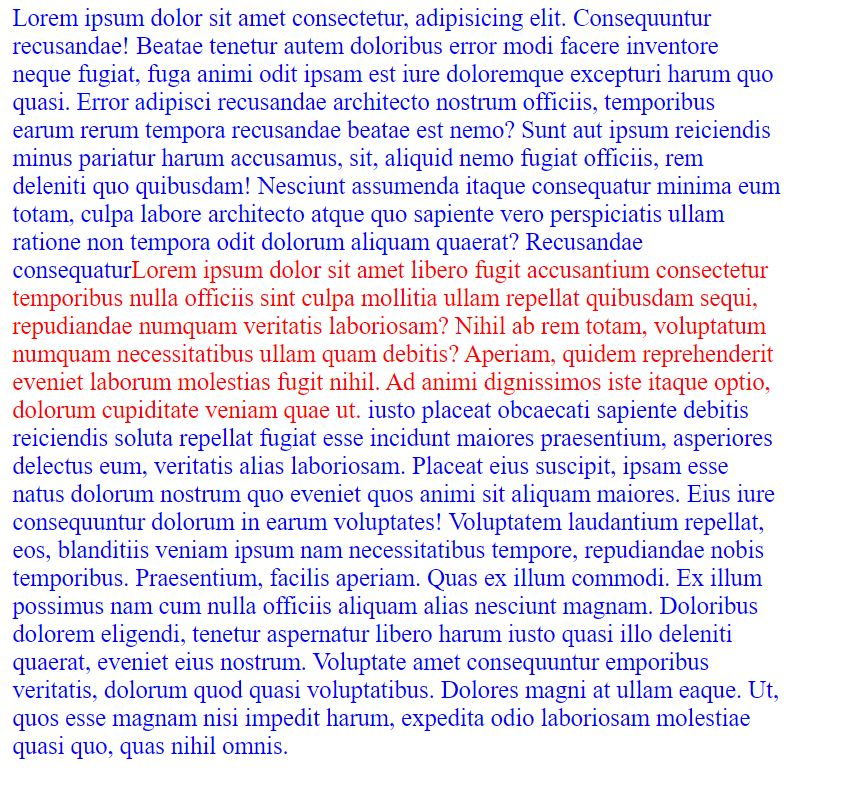 Lorem ipsum dolor sit amet consectetur, adipisicing elit. Consequuntur
recusandae! Beatae tenetur autem doloribus error modi facere inventore
neque fugiat, fuga animi odit ipsam est iure doloremque excepturi harum quo
quasi. Error adipisci recusandae architecto nostrum officiis, temporibus
earum rerum tempora recusandae beatae est nemo? Sunt aut ipsum reiciendis
minus pariatur harum accusamus, sit, aliquid nemo fugiat officiis, rem
deleniti quo quibusdam! Nesciunt assumenda itaque consequatur minima eum
totam, culpa labore architecto atque quo sapiente vero perspiciatis ullam
ratione non tempora odit dolorum aliquam quaerat? Recusandae
consequaturLorem ipsum dolor sit amet libero fugit accusantium consectetur
temporibus nulla officiis sint culpa mollitia ullam repellat quibusdam sequi,
repudiandae numquam veritatis laboriosam? Nihil ab rem totam, voluptatum
numquam necessitatibus ullam quam debitis? Aperiam, quidem reprehenderit
eveniet laborum molestias fugit nihil. Ad animi dignissimos iste itaque optio,
dolorum cupiditate veniam quae ut. iusto placeat obcaecati sapiente debitis
reiciendis soluta repellat fugiat esse incidunt maiores praesentium, asperiores
delectus eum, veritatis alias laboriosam. Placeat eius suscipit, ipsam esse
natus dolorum nostrum quo eveniet quos animi sit aliquam maiores. Eius iure
consequuntur dolorum in earum voluptates! Voluptatem laudantium repellat,
eos, blanditiis veniam ipsum nam necessitatibus tempore, repudiandae nobis
temporibus. Praesentium, facilis aperiam. Quas ex illum commodi. Ex illum
possimus nam cum nulla officiis aliquam alias nesciunt magnam. Doloribus
dolorem eligendi, tenetur aspernatur libero harum iusto quasi illo deleniti
quaerat, eveniet eius nostrum. Voluptate amet consequuntur emporibus
veritatis, dolorum quod quasi voluptatibus. Dolores magni at ullam eaque. Ut,
quos esse magnam nisi impedit harum, expedita odio laboriosam molestiae
quasi quo, quas nihil omnis.